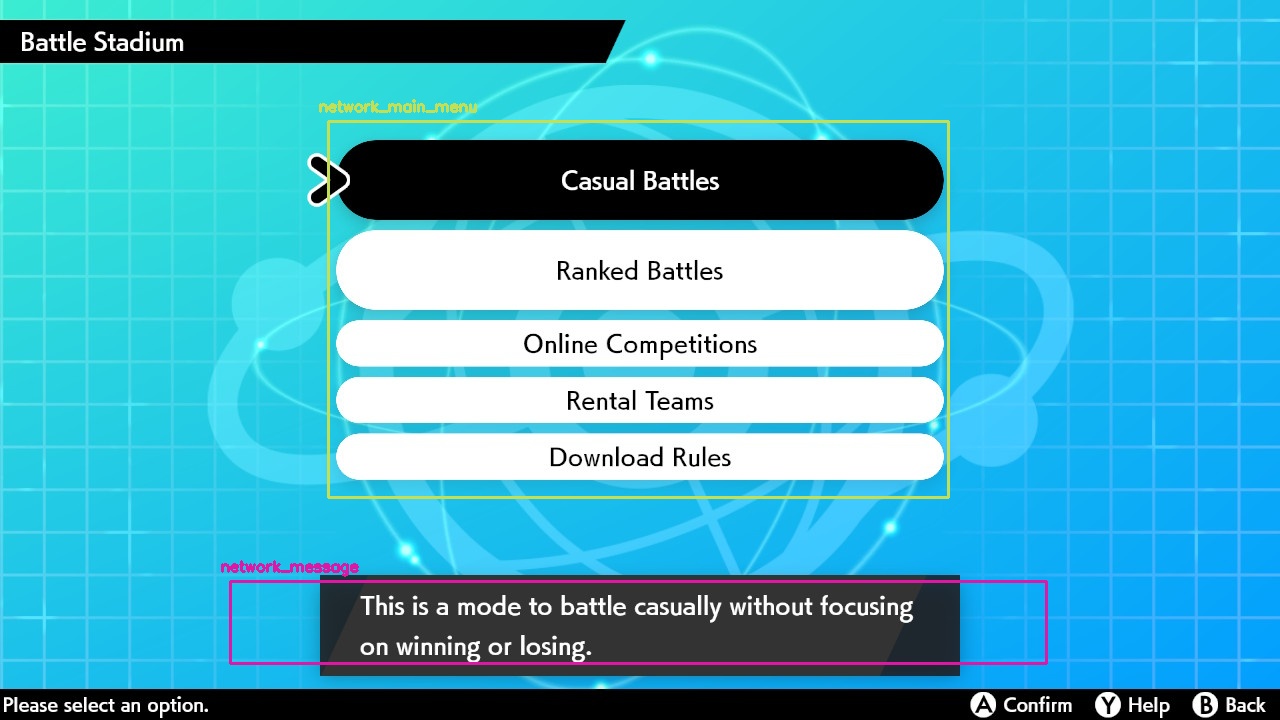 Battle Stadium
network_main_menu
Casual Battles
Ranked Battles
Online Competitions
Rental Teams
Download Rules
network_message
This is a mode to battle casually without focusing
on winning or losing.
Please select an option.
A Confirm Y Help B Back